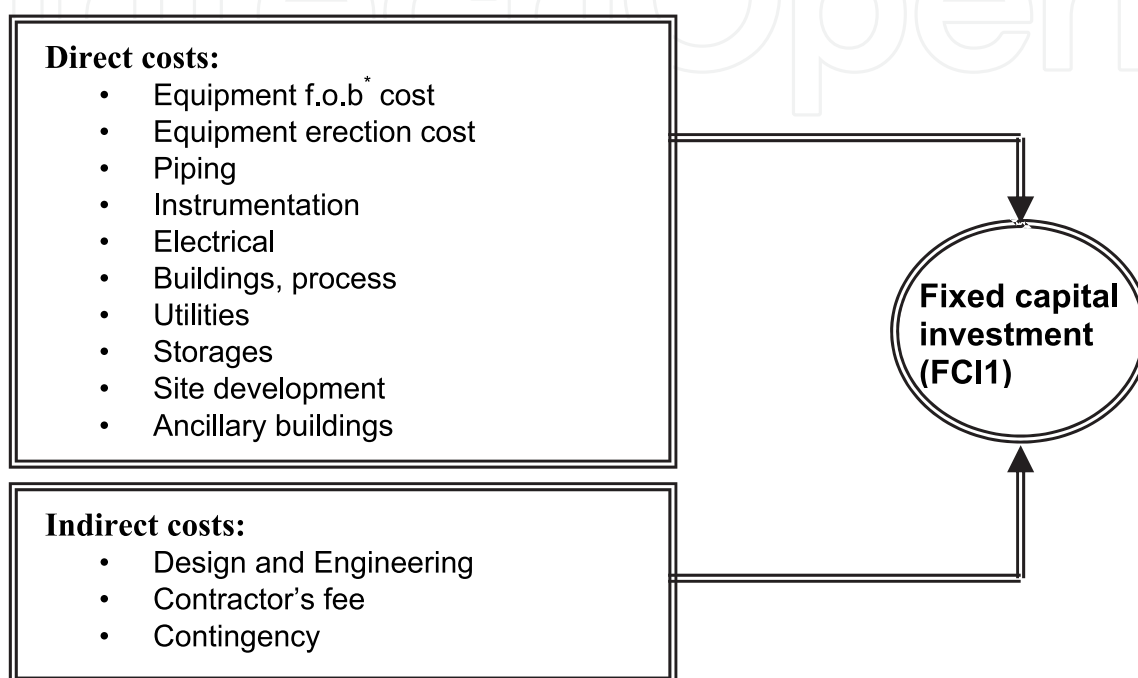 Direct costs:
• Equipment f.o.b* cost
• Equipment erection cost
• Piping
• Instrumentation
• Electrical
• Buildings, process
• Utilities
• Storages
• Site development
• Ancillary buildings
Fixed capital
investment
(FCI1)
Indirect costs:
• Design and Engineering
• Contractor’s fee
• Contingency